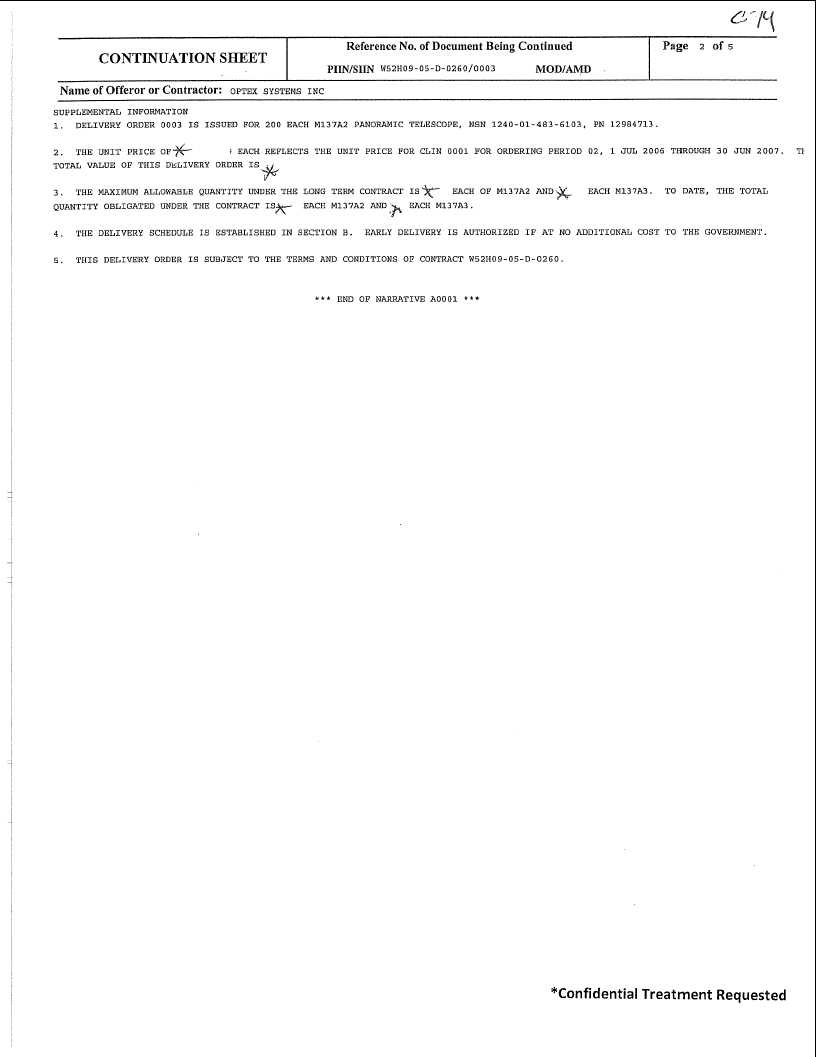 C-14
CONTINUATION SHEET
Reference No. of Document Being Continued
PIIN/SIIN W52H09-05-D-0260/0003 MOD/AMD
Page 2 of 5
Name of Offeror or Contractor: OPTEX SYSTEMS INC
SUPPLEMENTAL INFORMATION
1. DELIVERY ORDER 0003 IS ISSUED FOR 200 EACH M137A2 PANORAMIC TELESCOPE, NSN 1240-01-483-6103, PN 12984713.
2. THE UNIT PRICE OF * EACH REFLECTS THE UNIT PRICE FOR CLIN 0001 FOR ORDERING PERIOD 02, 1 JUL 2006 THROUGH 30 JUN 2007.
TOTAL VALUE OF THIS DELIVERY ORDER IS *
3. THE MAXIMUM ALLOWABLE QUANTITY UNDER THE LONG TERM CONTRACT IS * EACH OF M137A2 AND * EACH M137A3. TO DATE, THE TOTAL
QUANTITY OBLIGATED UNDER THE CONTRACT IS * EACH M137A2 AND * EACH M137A3.
4. THE DELIVERY SCHEDULE IS ESTABLISHED IN SECTION B. EARLY DELIVERY IS AUTHORIZED IF AT NO ADDITIONAL COST TO THE GOVERNMENT.
5. THIS DELIVERY ORDER IS SUBJECT TO THE TERMS AND CONDITIONS OF CONTRACT W52H09-05-D-0260.
*** END OF NARRATIVE A0001 ***
*Confidential Treatment Requested